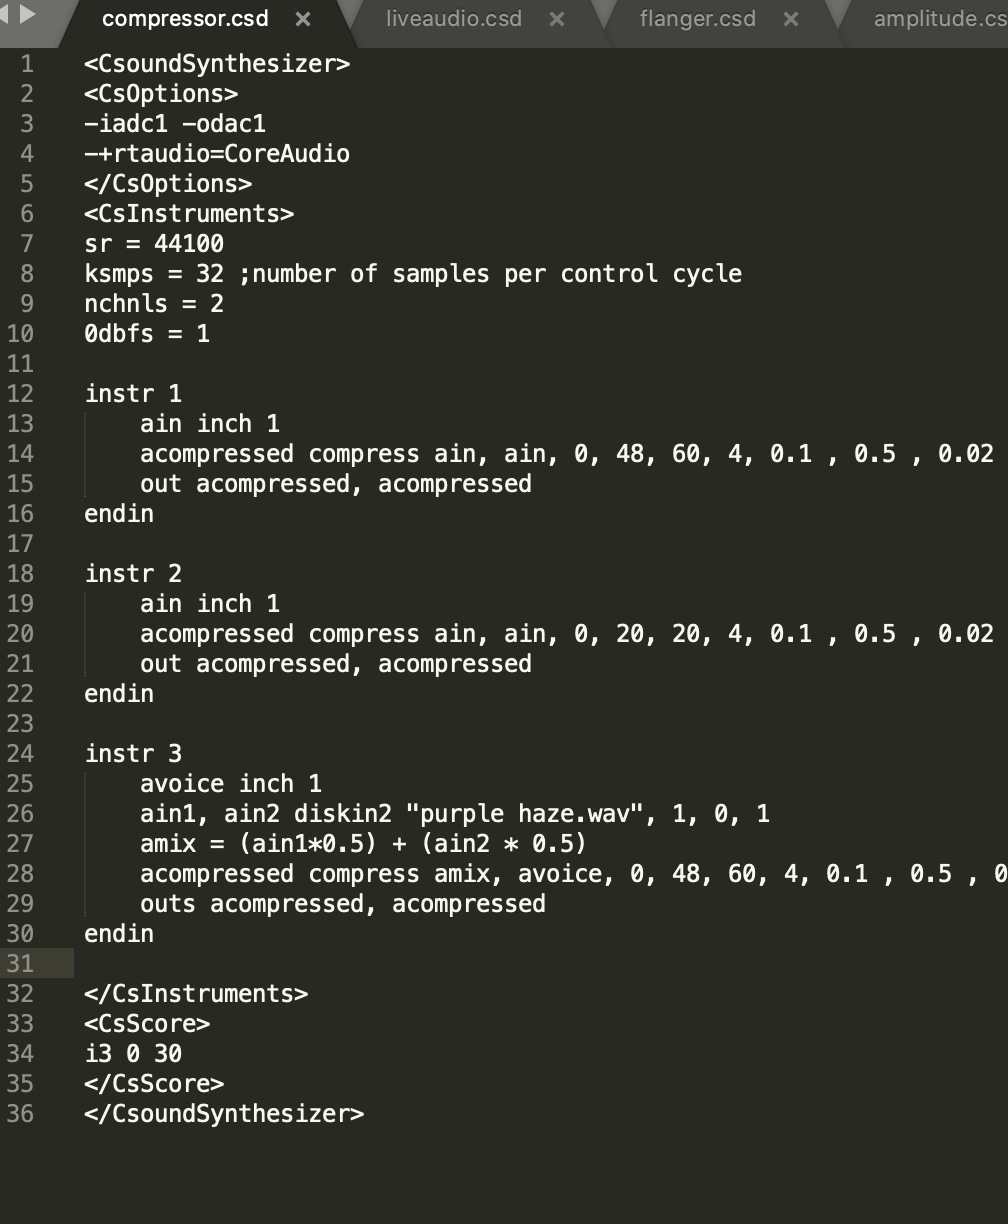 compressor.csd × liveaudio.csd × flanger.csd × amplitude.cs
1 <CsoundSynthesizer>
2 <CsOptions>
3 -iadc1 -odac1
4 -+rtaudio=CoreAudio
5 </CsOptions>
6 <CsInstruments>
7 sr = 44100
8 ksmps = 32 ;number of samples per control cycle
9 nchnls = 2
10 0dbfs = 1
11
12 instr 1
13 ain inch 1
14 acompressed compress ain, ain, 0, 48, 60, 4, 0.1 , 0.5 , 0.02
15 out acompressed, acompressed
16 endin
17
18 instr 2
19 ain inch 1
20 acompressed compress ain, ain, 0, 20, 20, 4, 0.1 , 0.5 , 0.02
21 out acompressed, acompressed
22 endin
23
24 instr 3
25 avoice inch 1
26 ain1, ain2 diskin2 "purple haze.wav", 1, 0, 1
27 amix = (ain1*0.5) + (ain2 * 0.5)
28 acompressed compress amix, avoice, 0, 48, 60, 4, 0.1 , 0.5 , 0
29 outs acompressed, acompressed
30 endin
31
32 </CsInstruments>
33 <CsScore>
34 i3 0 30
35 </CsScore>
36 </CsoundSynthesizer>